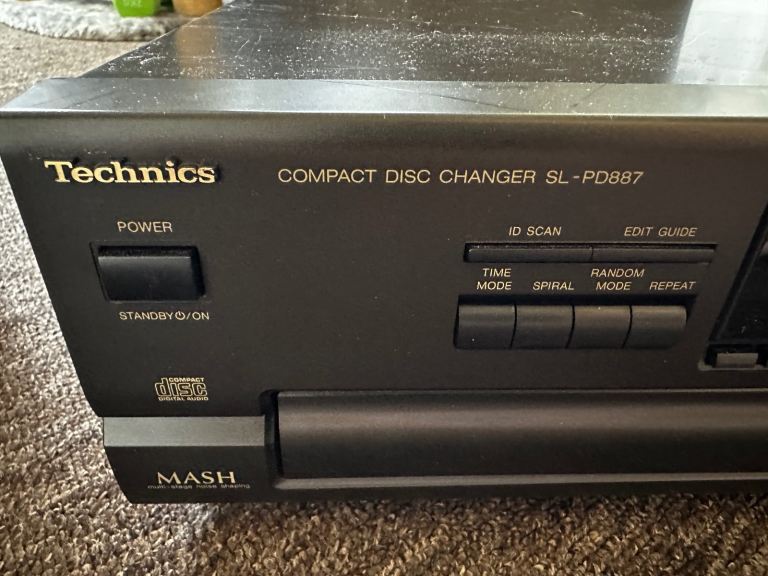 Technics
COMPACT DISC CHANGER SL-PD887
POWER
STANDBY⏻/ON
ID SCAN
EDIT GUIDE
TIME
MODE
SPIRAL
RANDOM
MODE
REPEAT
COMPACT
disc
DIGITAL AUDIO
MASH
multi-stage noise shaping